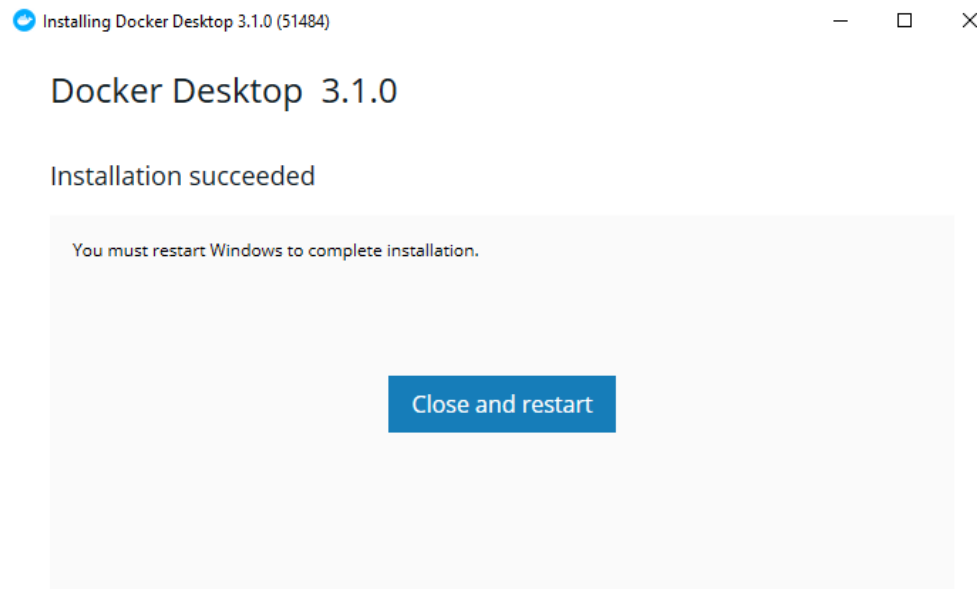 Installing Docker Desktop 3.1.0 (51484)
Docker Desktop 3.1.0
Installation succeeded
You must restart Windows to complete installation.
Close and restart